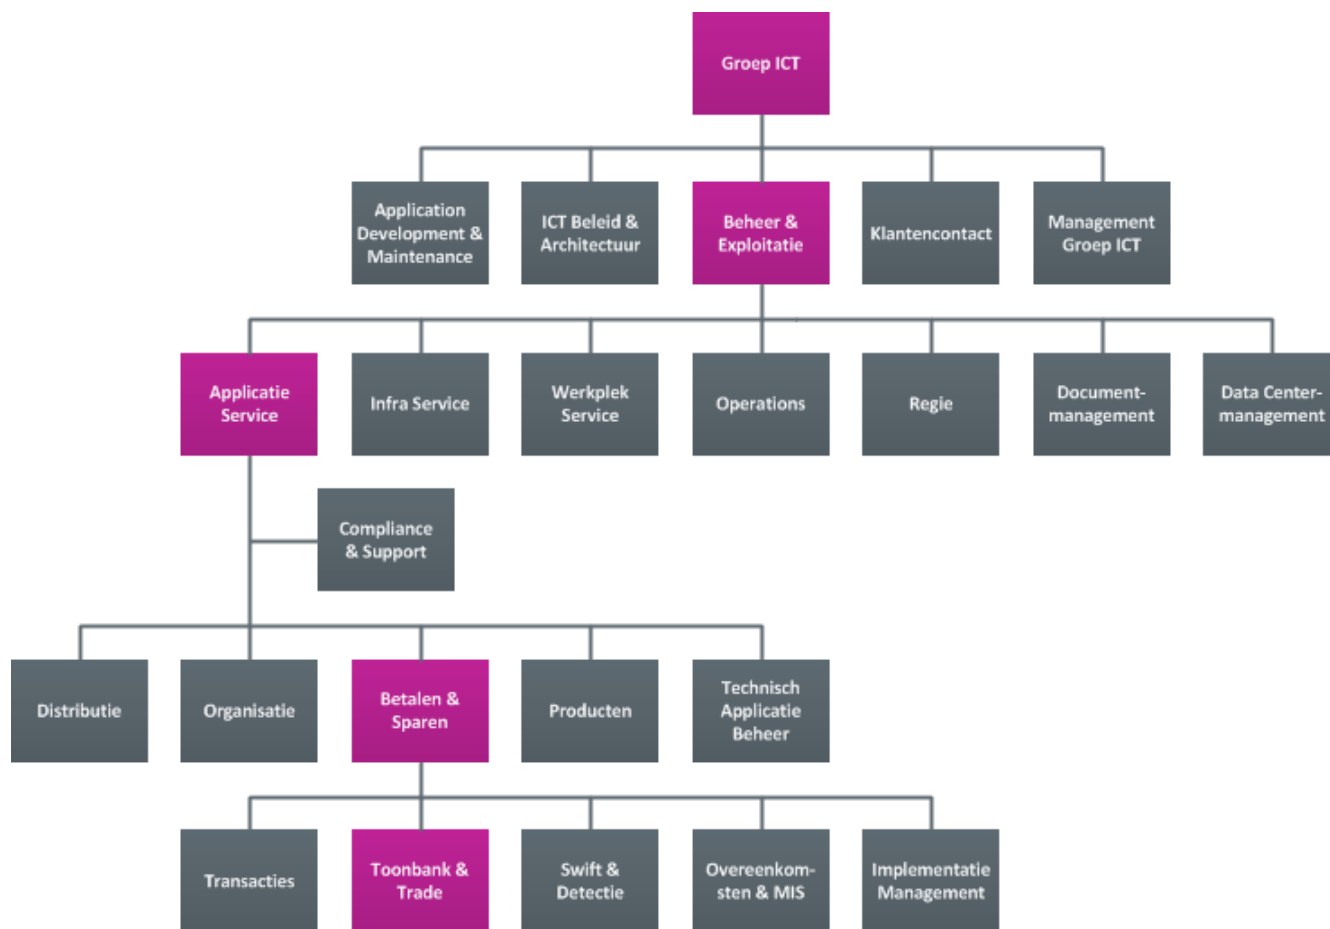 Groep ICT
Application
Development &
Maintenance
ICT Beleid &
Architectuur
Beheer &
Exploitatie
Klantencontact
Management
Groep ICT
Applicatie
Service
Infra Service
Werkplek
Service
Operations
Regie
Document-
management
Data Center-
management
Compliance
& Support
Distributie
Organisatie
Betalen &
Sparen
Producten
Technisch
Applicatie
Beheer
Transacties
Toonbank &
Trade
Swift &
Detectie
Overeenkom-
sten & MIS
Implementatie
Management